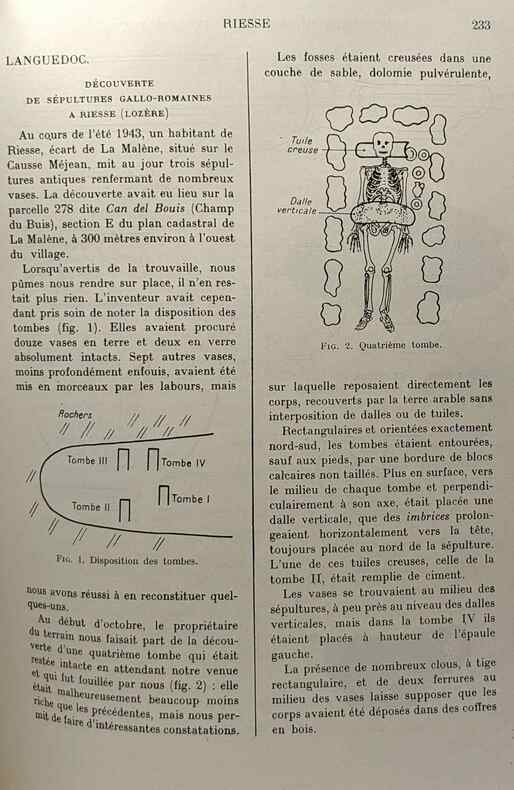 RIESSE
233
LANGUEDOC.
DÉCOUVERTE
DE SÉPULTURES GALLO-ROMAINES
A RIESSE (LOZÈRE)
Au cours de l'été 1943, un habitant de
Riesse, écart de La Malène, situé sur le
Causse Méjean, mit au jour trois sépul-
tures antiques renfermant de nombreux
vases. La découverte avait eu lieu sur la
parcelle 278 dite Can del Bouis (Champ
du Buis), section E du plan cadastral de
La Malène, à 300 mètres environ à l'ouest
du village.
Lorsqu'avertis de la trouvaille, nous
pûmes nous rendre sur place, il n'en res-
tait plus rien. L'inventeur avait cepen-
dant pris soin de noter la disposition des
tombes (fig. 1). Elles avaient procuré
douze vases en terre et deux en verre
absolument intacts. Sept autres vases,
moins profondément enfouis, avaient été
mis en morceaux par les labours, mais
Rochers
Tombe III
Tombe IV
Tombe II
Tombe I
FIG. 1. Disposition des tombes.
nous avons réussi à en reconstituer quel-
ques-uns.
Au début d'octobre, le propriétaire
du terrain nous faisait part de la décou-
verte d'une quatrième tombe qui était
restée intacte en attendant notre venue
et qui fut fouillée par nous (fig. 2) : elle
était malheureusement beaucoup moins
riche que les précédentes, mais nous per-
mit de faire d'intéressantes constatations.
Les fosses étaient creusées dans une
couche de sable, dolomie pulvérulente,
Tuile
creuse
Dalle
verticale
FIG. 2. Quatrième tombe.
sur laquelle reposaient directement les
corps, recouverts par la terre arable sans
interposition de dalles ou de tuiles.
Rectangulaires et orientées exactement
nord-sud, les tombes étaient entourées,
sauf aux pieds, par une bordure de blocs
calcaires non taillés. Plus en surface, vers
le milieu de chaque tombe et perpendi-
culairement à son axe, était placée une
dalle verticale, que des imbrices prolon-
geaient horizontalement vers la tête,
toujours placée au nord de la sépulture.
L'une de ces tuiles creuses, celle de la
tombe II, était remplie de ciment.
Les vases se trouvaient au milieu des
sépultures, à peu près au niveau des dalles
verticales, mais dans la tombe IV ils
étaient placés à hauteur de l'épaule
gauche.
La présence de nombreux clous, à tige
rectangulaire, et de deux ferrures au
milieu des vases laisse supposer que les
corps avaient été déposés dans des coffres
en bois.